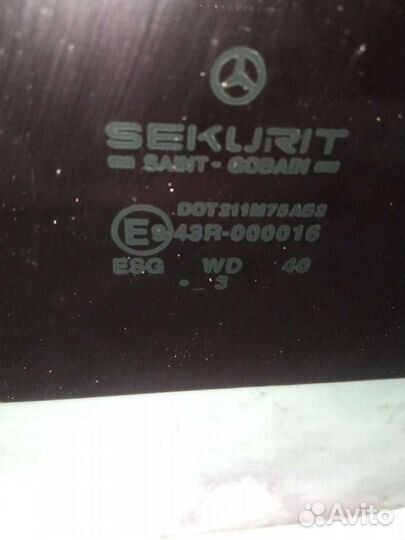 SEKURIT
SAINT - GOBAIN
DOT211M75AS2
E9 43R-000016
ESG WD 40
. 3
Avito